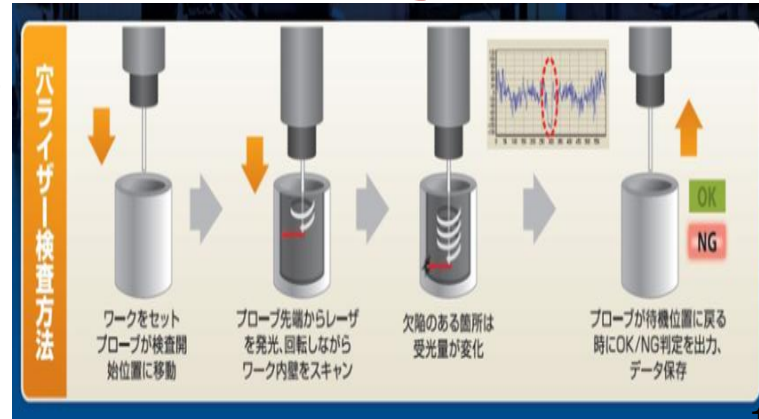 穴ライザー検査方法
OK
NG
ワークをセット
プローブが検査開
始位置に移動
プローブ先端からレーザ
を発光、回転しながら
ワーク内壁をスキャン
欠陥のある箇所は
受光量が変化
プローブが待機位置に戻る
時にOK/NG判定を出力、
データ保存